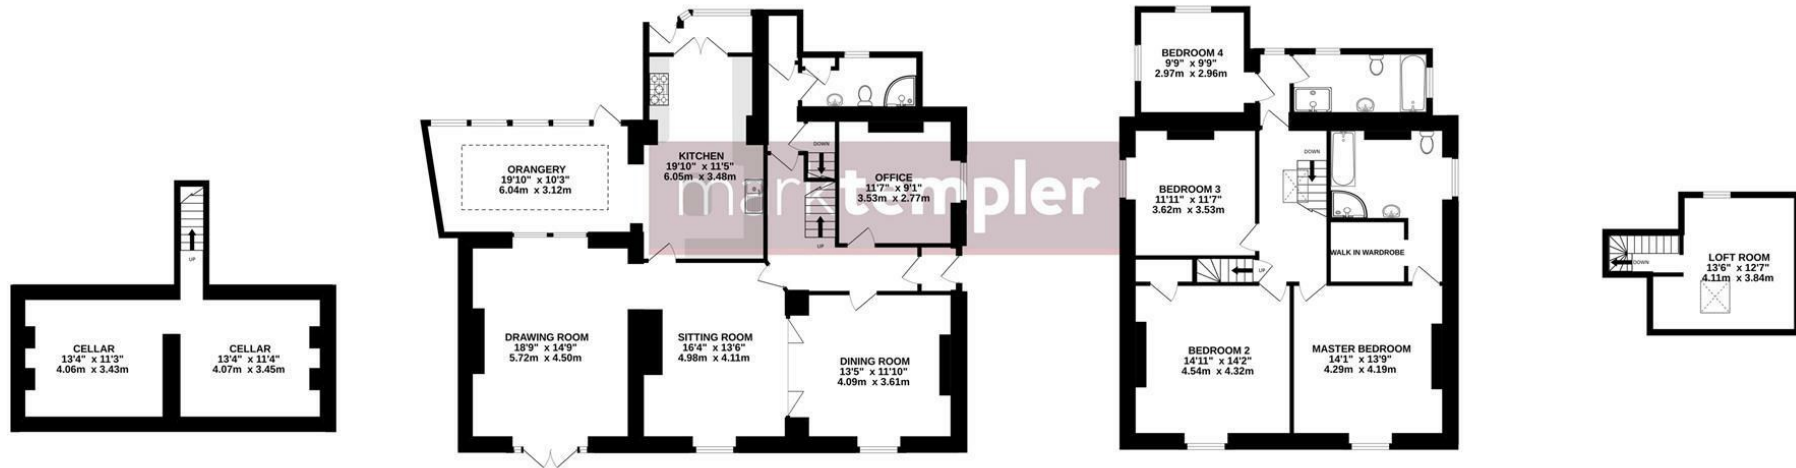 CELLAR
13'4" x 11'3"
4.06m x 3.43m
UP
CELLAR
13'4" x 11'4"
4.07m x 3.45m
ORANGERY
19'10" x 10'3"
6.04m x 3.12m
KITCHEN
19'10" x 11'5"
6.05m x 3.48m
DOWN
UP
OFFICE
11'7" x 9'1"
3.53m x 2.77m
marktempler
DRAWING ROOM
18'9" x 14'9"
5.72m x 4.50m
SITTING ROOM
16'4" x 13'6"
4.98m x 4.11m
DINING ROOM
13'5" x 11'10"
4.09m x 3.61m
BEDROOM 4
9'9" x 9'9"
2.97m x 2.96m
BEDROOM 3
11'11" x 11'7"
3.62m x 3.53m
DOWN
WALK IN WARDROBE
UP
BEDROOM 2
14'11" x 14'2"
4.54m x 4.32m
MASTER BEDROOM
14'1" x 13'9"
4.29m x 4.19m
DOWN
LOFT ROOM
13'6" x 12'7"
4.11m x 3.84m